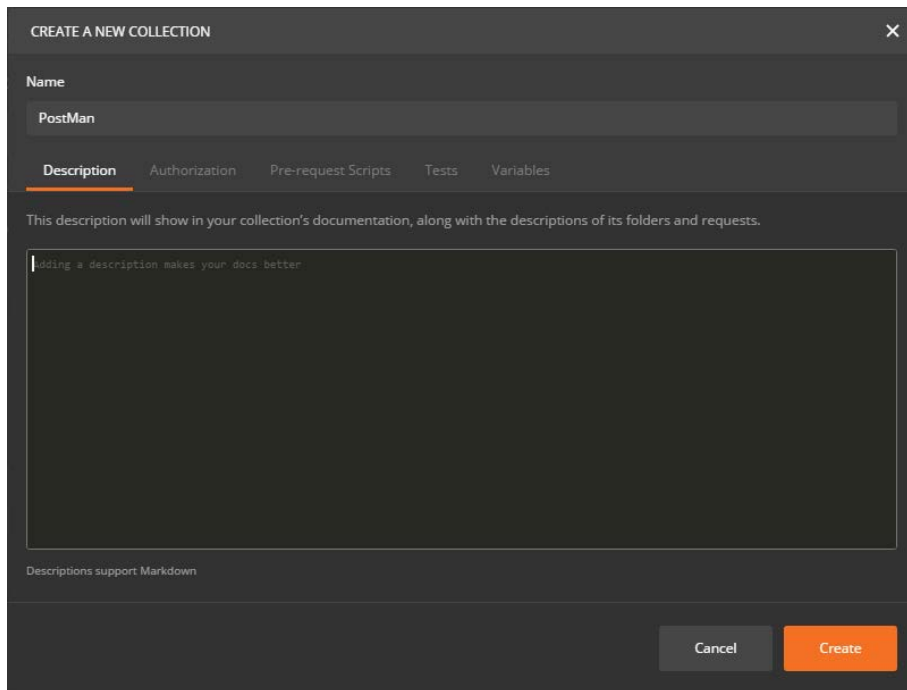 CREATE A NEW COLLECTION
Name
PostMan
Description Authorization Pre-request Scripts Tests Variables
This description will show in your collection's documentation, along with the descriptions of its folders and requests.
Adding a description makes your docs better
Descriptions support Markdown
Cancel Create